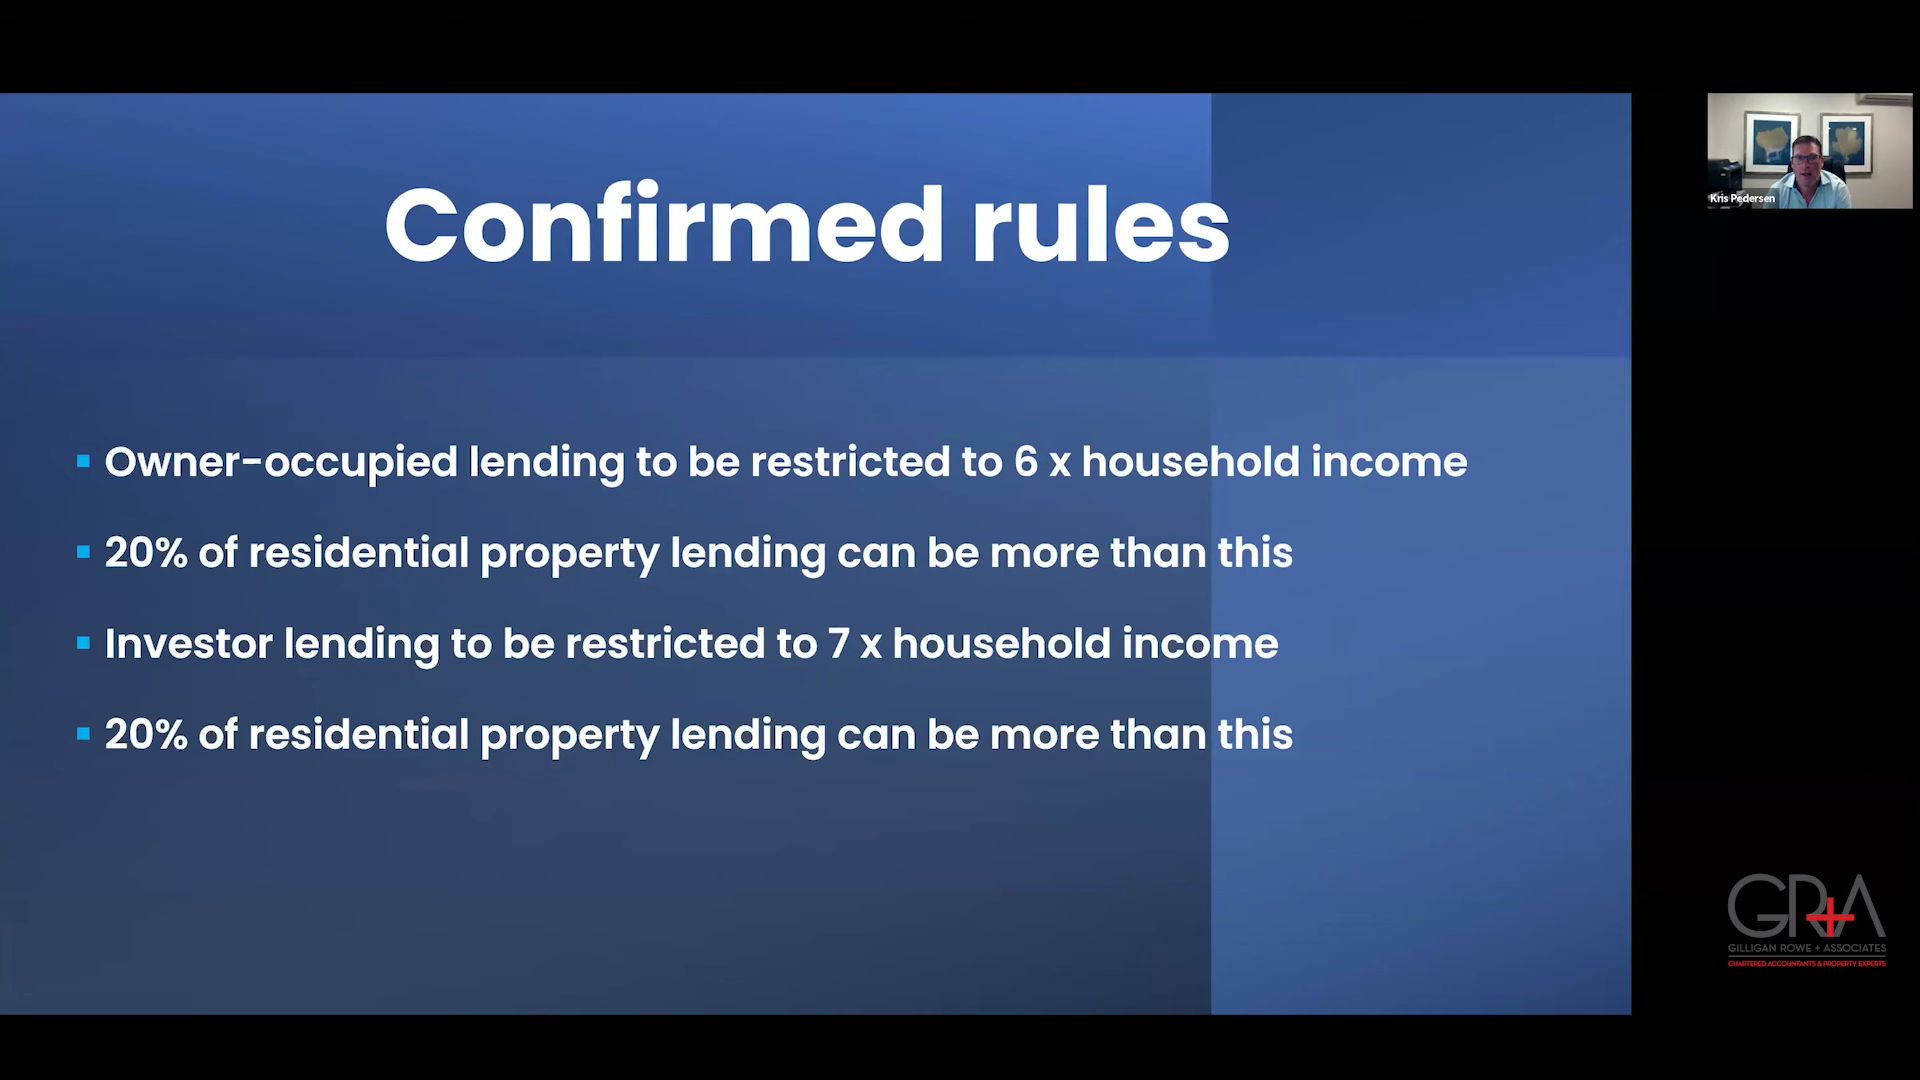 Confirmed rules
Owner-occupied lending to be restricted to 6 x household income
20% of residential property lending can be more than this
Investor lending to be restricted to 7 x household income
20% of residential property lending can be more than this
Kris Pedersen
GR+A
GILLIGAN ROWE + ASSOCIATES
CHARTERED ACCOUNTANTS & PROPERTY EXPERTS